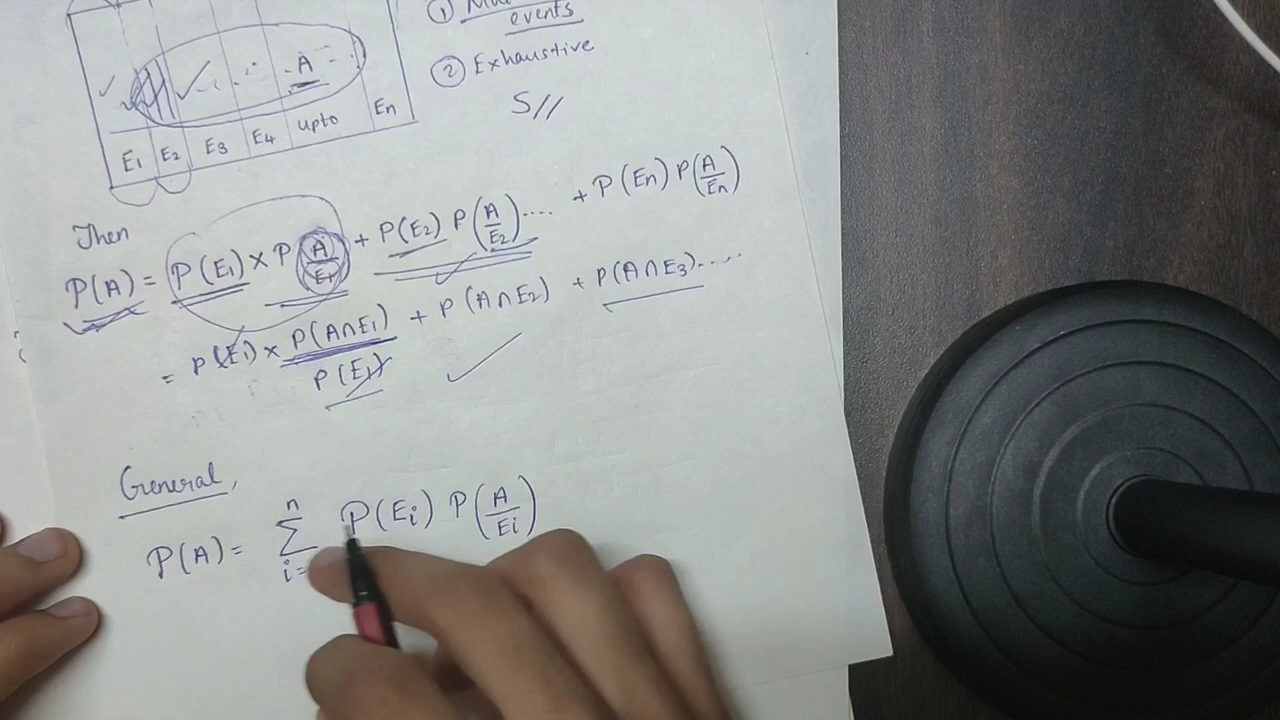 ①
events
② Exhaustive
S//
A
E₁ E₂ E₃ E₄ upto En
Then
P(A) = P(E₁) × P(A/E₁) + P(E₂) P(A/E₂).... + P(En) P(A/En)
= P(E₁) × P(A∩E₁)/P(E₁) + P(A∩E₂) + P(A∩E₃)....
General,
P(A) = n∑i= P(Ei) P(A/Ei)